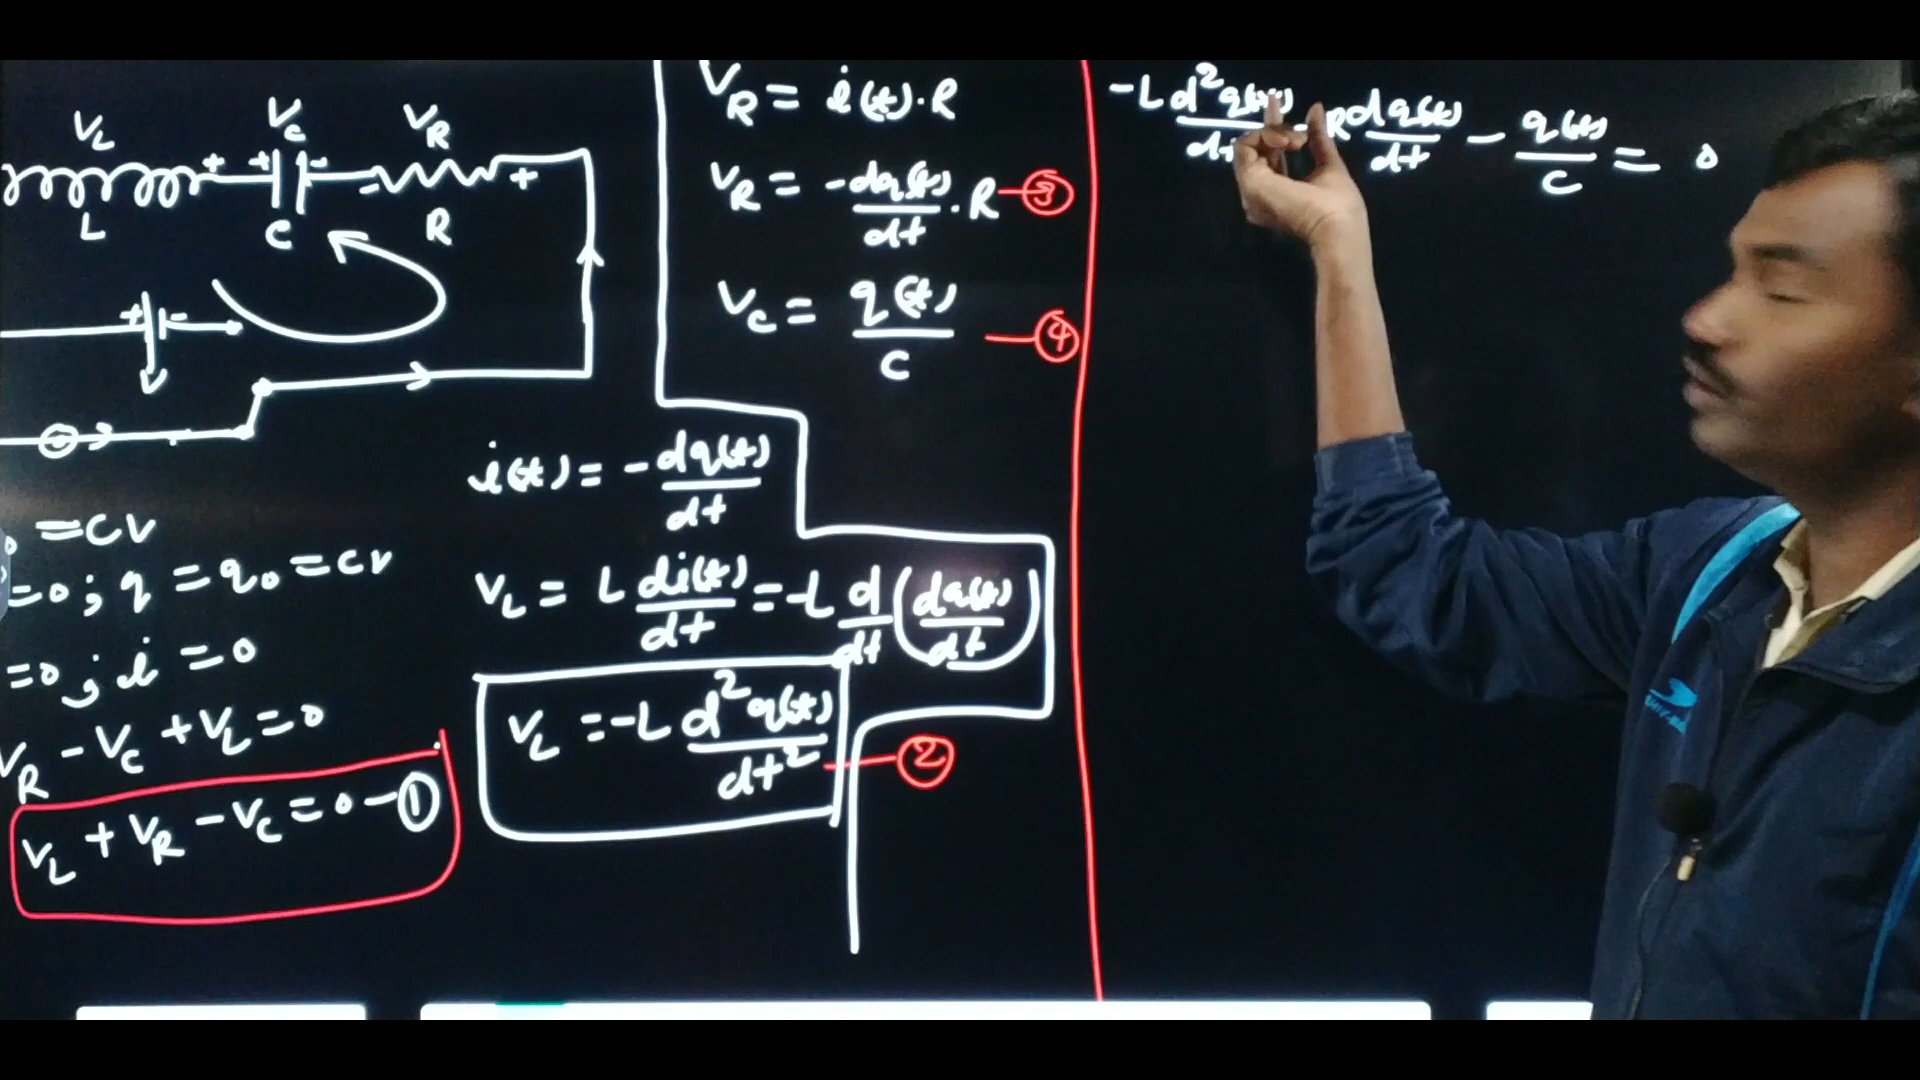 V_L V_C V_R
+ + - - +
L C R
+ -
V
= CV
=0 ; q = q₀ = CV
=0 ; i = 0
V_R - V_C + V_L = 0
V_L + V_R - V_C = 0 - ①
i(t) = - dq(t)/dt
V_L = L di(t)/dt = -L d/dt (dq(t)/dt)
V_L = -L d²q(t)/dt² — ②
V_R = i(t)·R
V_R = -dq(t)/dt · R — ③
V_C = q(t)/C — ④
-L d²q(t)/dt - R dq(t)/dt - q(t)/C = 0